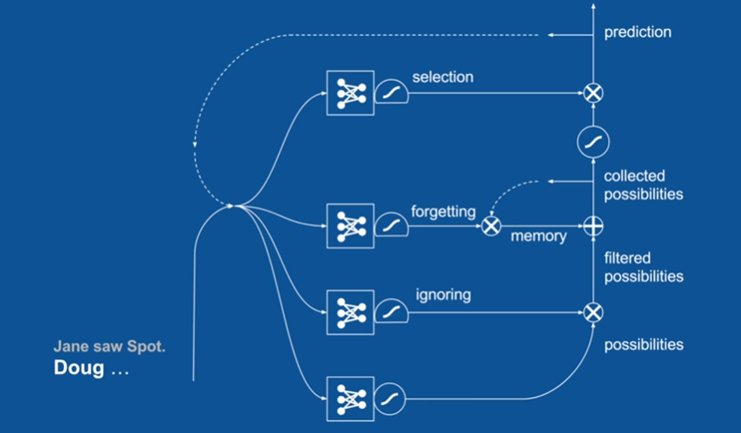 prediction
selection
collected
possibilities
forgetting
memory
filtered
possibilities
ignoring
possibilities
Jane saw Spot.
Doug ...